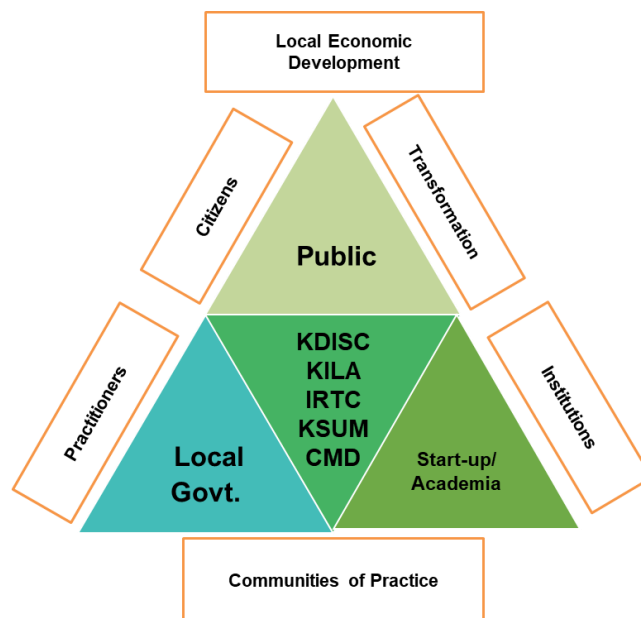 Local Economic
Development
Citizens
Transformation
Public
Practitioners
Institutions
KDISC
KILA
IRTC
KSUM
CMD
Local
Govt.
Start-up/
Academia
Communities of Practice